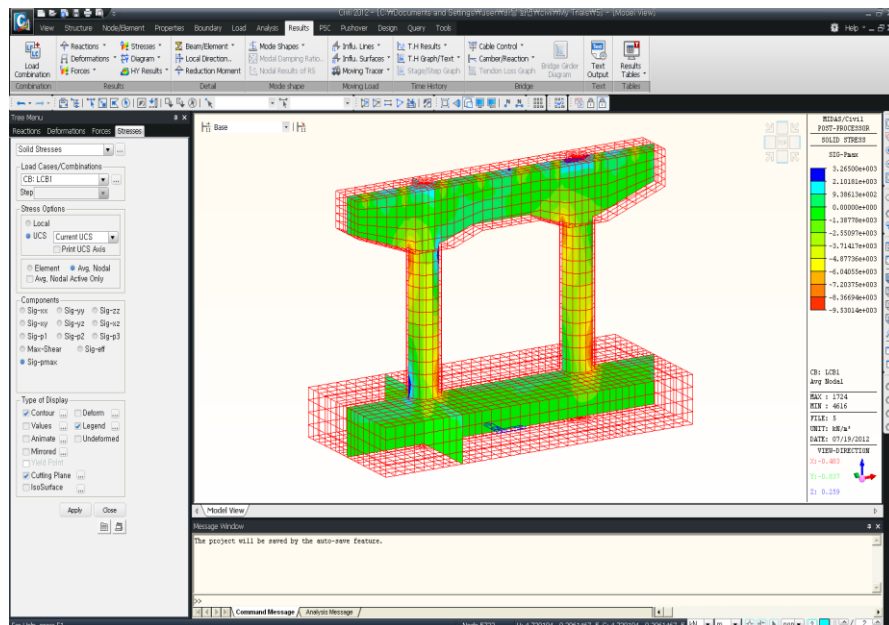 Civil 2012 - [C:\Documents and Settings\user\
\civil\My Trials\5] - [Model View]
View Structure Node/Element Properties Boundary Load Analysis Results PSC Pushover Design Query Tools
Help
Load Combination
Reactions
Deformations
Forces
Stresses
Diagram
HY Results
Beam/Element
Local Direction..
Reduction Moment
Mode Shapes
Modal Damping Ratio..
Nodal Results of RS
Influ. Lines
Influ. Surfaces
Moving Tracer
T.H Results
T.H Graph/Text
Stage/Step Graph
Cable Control
Camber/Reaction
Tendon Loss Graph
Bridge Girder Diagram
Text Output
Results Tables
Combination Results Detail Mode shape Moving Load Time History Bridge Text Tables
Tree Menu
Reactions Deformations Forces Stresses
Solid Stresses
Load Cases/Combinations
CB: LCB1
Step
Stress Options
Local
UCS Current UCS
Print UCS Axis
Element Avg. Nodal
Avg. Nodal Active Only
Components
Sig-xx Sig-yy Sig-zz
Sig-xy Sig-yz Sig-xz
Sig-p1 Sig-p2 Sig-p3
Max-Shear Sig-eff
Sig-pmax
Type of Display
Contour Deform
Values Legend
Animate Undeformed
Mirrored
Yield Point
Cutting Plane
IsoSurface
Apply Close
Base
MIDAS/Civil
POST-PROCESSOR
SOLID STRESS
SIG-Pmax
3.26500e+003
2.10181e+003
9.38613e+002
0.00000e+000
-1.38778e+003
-2.55097e+003
-3.71417e+003
-4.87736e+003
-6.04055e+003
-7.20375e+003
-8.36694e+003
-9.53014e+003
CB: LCB1
Avg Nodal
MAX : 1724
MIN : 4616
FILE: 5
UNIT: kN/m²
DATE: 07/19/2012
VIEW-DIRECTION
X:-0.483
Y:-0.837
Z: 0.259
Model View
Message Window
The project will be saved by the auto-save feature.
>>
Command Message Analysis Message